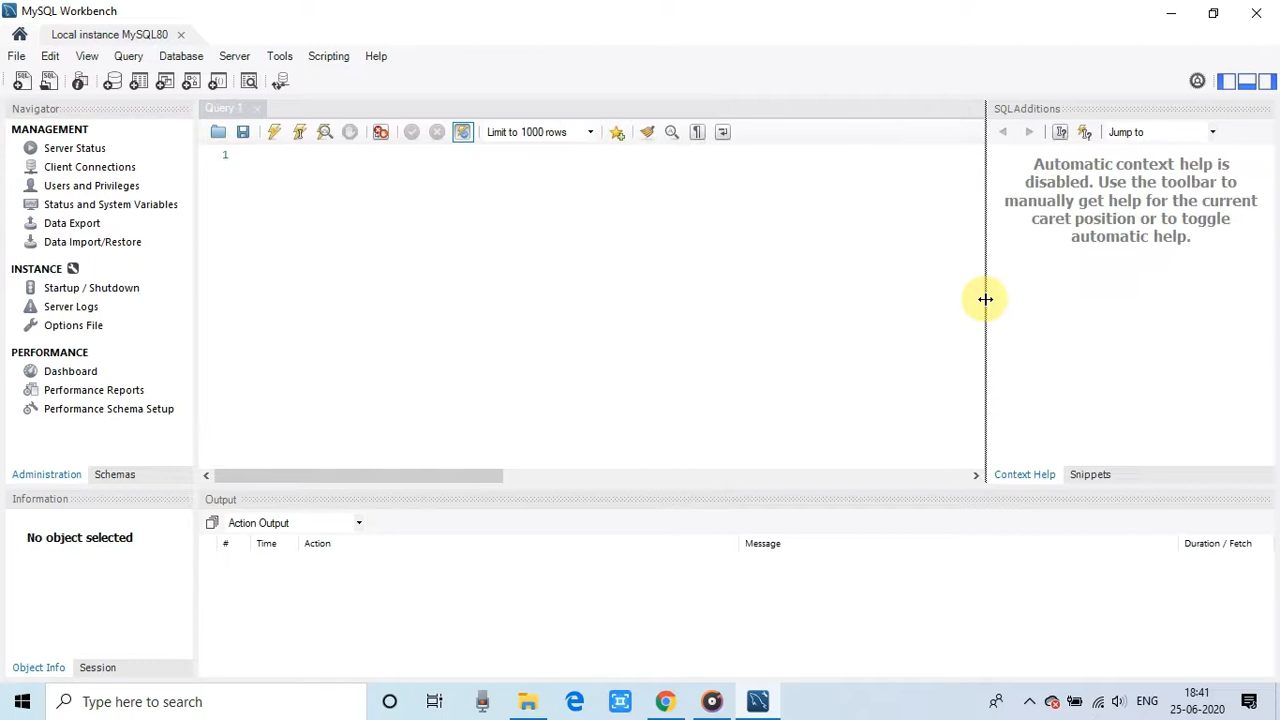 MySQL Workbench
Local instance MySQL80
File Edit View Query Database Server Tools Scripting Help
Navigator
MANAGEMENT
Server Status
Client Connections
Users and Privileges
Status and System Variables
Data Export
Data Import/Restore
INSTANCE
Startup / Shutdown
Server Logs
Options File
PERFORMANCE
Dashboard
Performance Reports
Performance Schema Setup
Administration Schemas
Information
No object selected
Object Info Session
Query 1
Limit to 1000 rows
1
SQLAdditions
Jump to
Automatic context help is
disabled. Use the toolbar to
manually get help for the current
caret position or to toggle
automatic help.
Context Help Snippets
Output
Action Output
# Time Action Message Duration / Fetch
Type here to search
ENG
18:41
25-06-2020